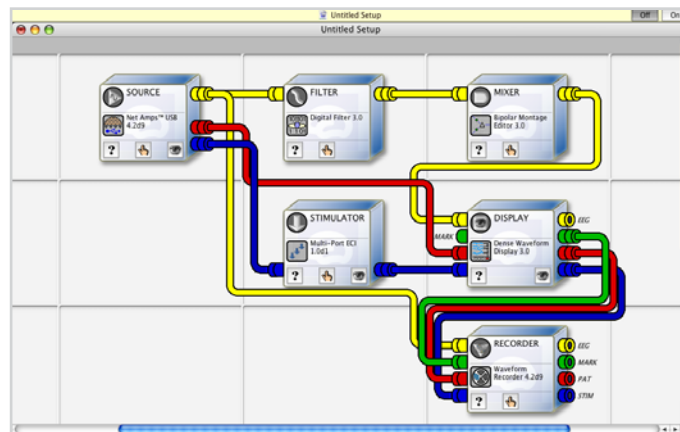 Untitled Setup
Off
On
Untitled Setup
SOURCE
Net Amps™ USB
4.2d9
?
FILTER
Digital Filter 3.0
?
MIXER
Bipolar Montage
Editor 3.0
?
STIMULATOR
Multi-Port ECI
1.0d1
?
DISPLAY
EEG
MARK
Dense Waveform
Display 3.0
?
RECORDER
EEG
MARK
Waveform
Recorder 4.2d9
PAT
?
STIM